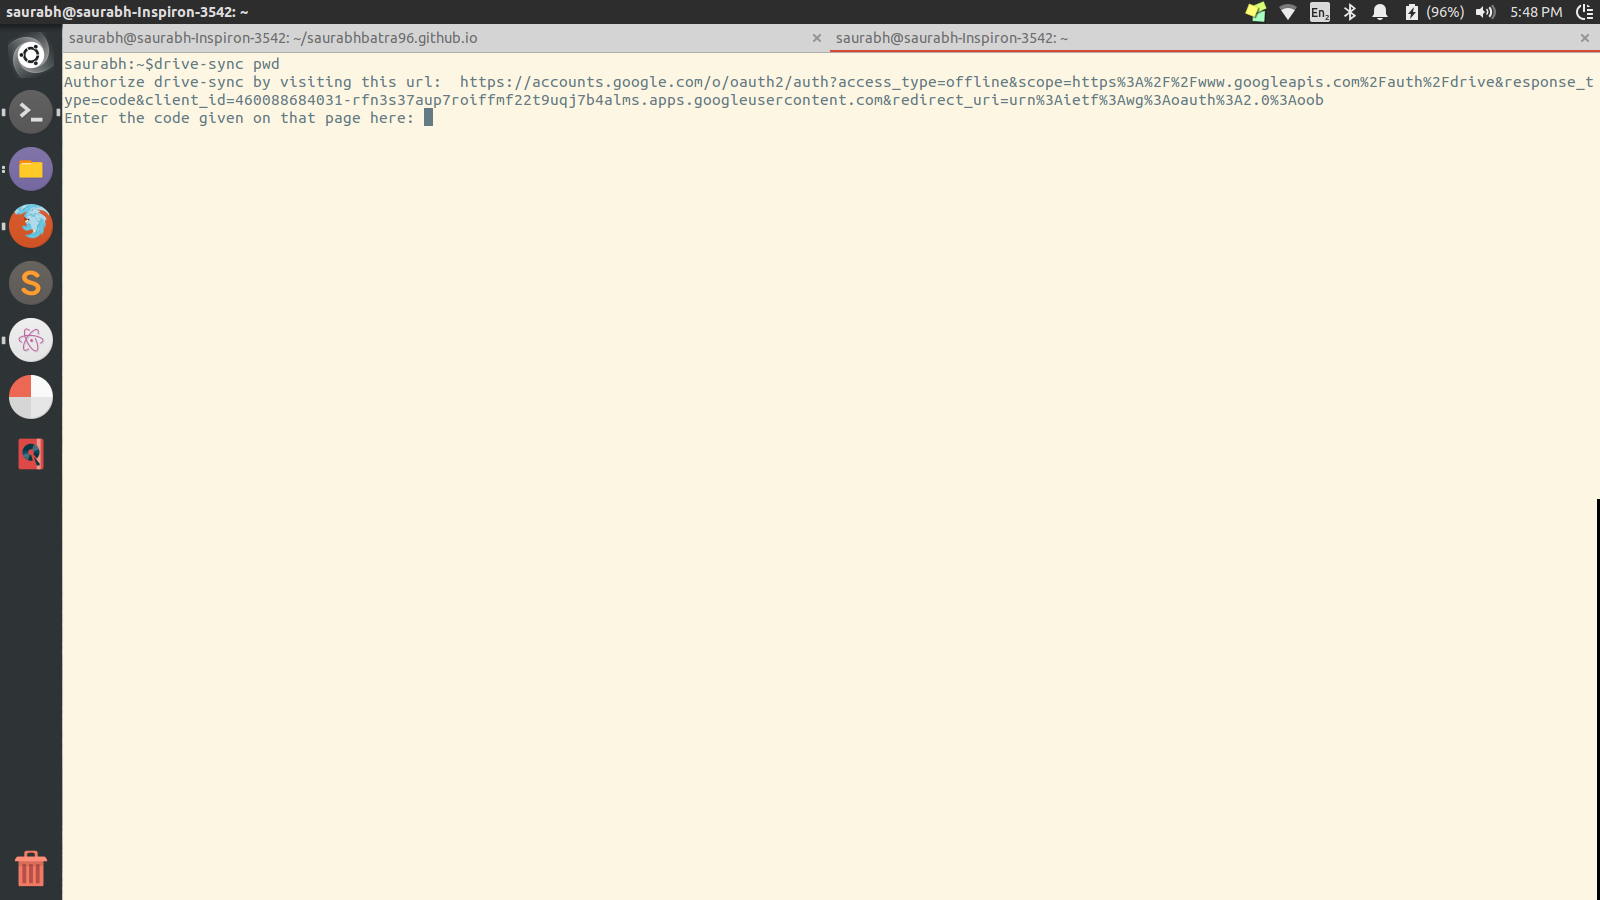 saurabh@saurabh-Inspiron-3542: ~
En2 (96%) 5:48 PM
saurabh@saurabh-Inspiron-3542: ~/saurabhbatra96.github.io × saurabh@saurabh-Inspiron-3542: ~ ×
saurabh:~$drive-sync pwd
Authorize drive-sync by visiting this url:  https://accounts.google.com/o/oauth2/auth?access_type=offline&scope=https%3A%2F%2Fwww.googleapis.com%2Fauth%2Fdrive&response_t
ype=code&client_id=460088684031-rfn3s37aup7roiffmf22t9uqj7b4alms.apps.googleusercontent.com&redirect_uri=urn%3Aietf%3Awg%3Aoauth%3A2.0%3Aoob
Enter the code given on that page here:
S